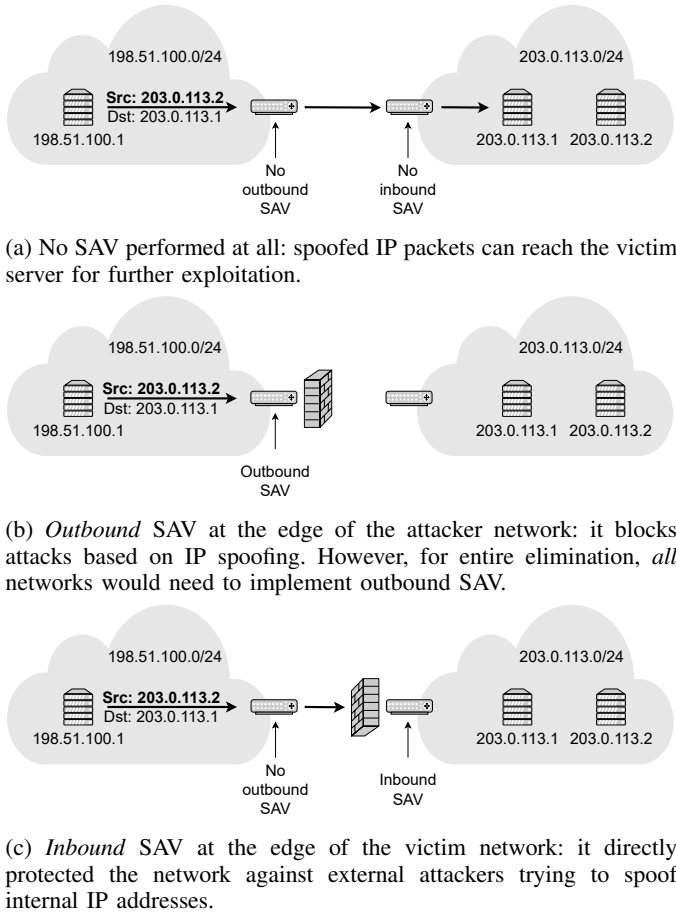 198.51.100.0/24
203.0.113.0/24
Src: 203.0.113.2
Dst: 203.0.113.1
198.51.100.1
203.0.113.1
203.0.113.2
No
outbound
SAV
No
inbound
SAV
(a) No SAV performed at all: spoofed IP packets can reach the victim
server for further exploitation.
198.51.100.0/24
203.0.113.0/24
Src: 203.0.113.2
Dst: 203.0.113.1
198.51.100.1
203.0.113.1
203.0.113.2
Outbound
SAV
(b) Outbound SAV at the edge of the attacker network: it blocks
attacks based on IP spoofing. However, for entire elimination, all
networks would need to implement outbound SAV.
198.51.100.0/24
203.0.113.0/24
Src: 203.0.113.2
Dst: 203.0.113.1
198.51.100.1
203.0.113.1
203.0.113.2
No
outbound
SAV
Inbound
SAV
(c) Inbound SAV at the edge of the victim network: it directly
protected the network against external attackers trying to spoof
internal IP addresses.